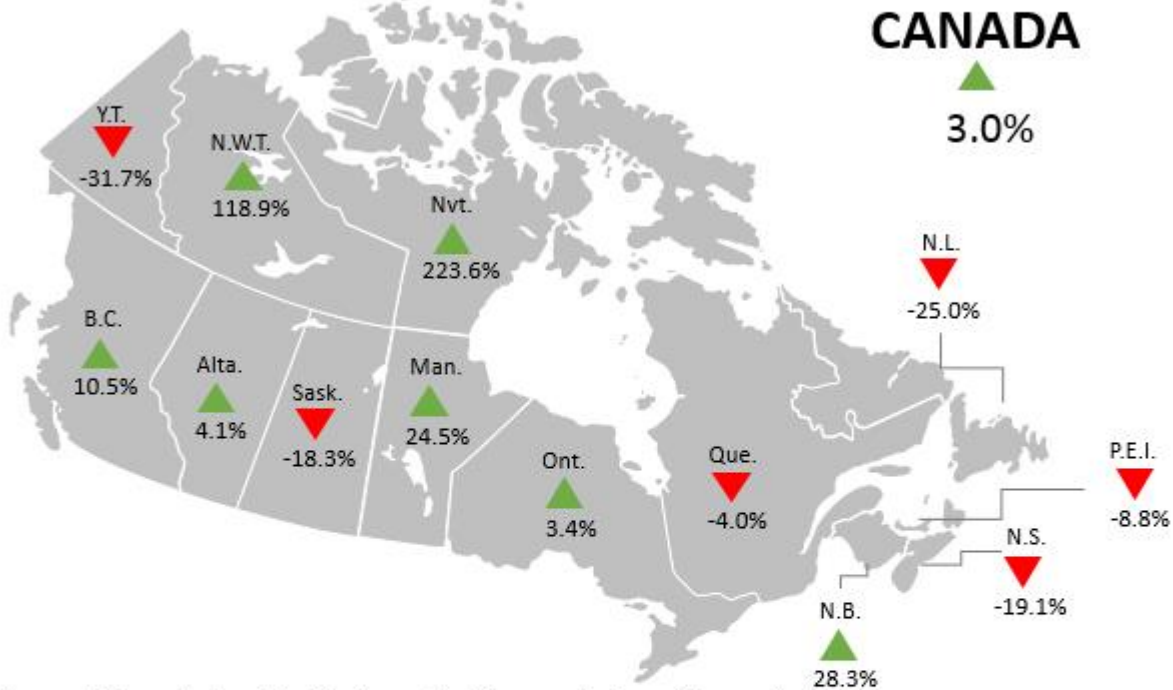 CANADA
3.0%
Y.T.
-31.7%
N.W.T.
118.9%
Nvt.
223.6%
N.L.
-25.0%
B.C.
10.5%
Alta.
4.1%
Sask.
-18.3%
Man.
24.5%
Ont.
3.4%
Que.
-4.0%
P.E.I.
-8.8%
N.S.
-19.1%
N.B.
28.3%